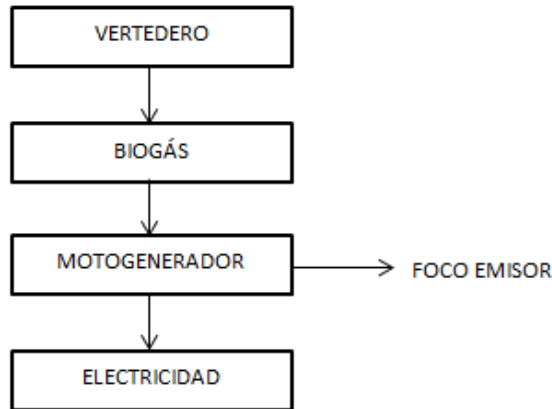 VERTEDERO
BIOGÁS
MOTOGENERADOR
FOCO EMISOR
ELECTRICIDAD